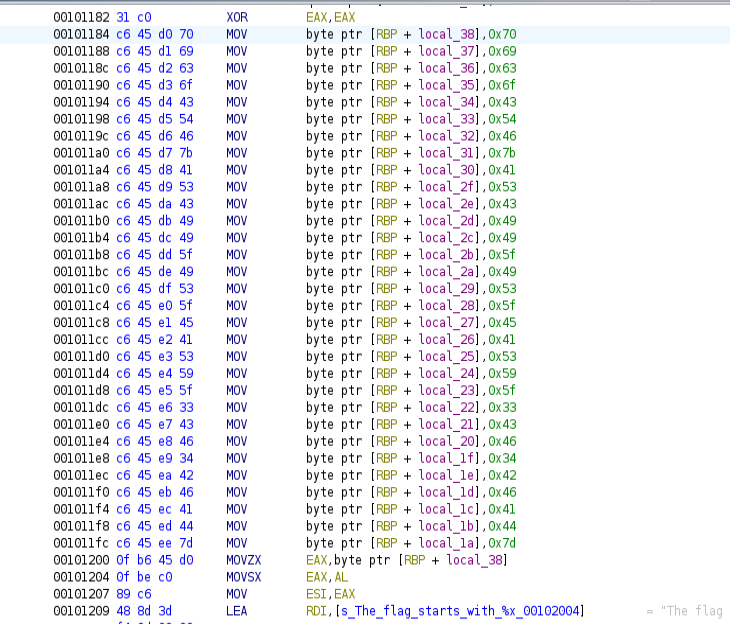 00101182 31 c0 XOR EAX,EAX
00101184 c6 45 d0 70 MOV byte ptr [RBP + local_38],0x70
00101188 c6 45 d1 69 MOV byte ptr [RBP + local_37],0x69
0010118c c6 45 d2 63 MOV byte ptr [RBP + local_36],0x63
00101190 c6 45 d3 6f MOV byte ptr [RBP + local_35],0x6f
00101194 c6 45 d4 43 MOV byte ptr [RBP + local_34],0x43
00101198 c6 45 d5 54 MOV byte ptr [RBP + local_33],0x54
0010119c c6 45 d6 46 MOV byte ptr [RBP + local_32],0x46
001011a0 c6 45 d7 7b MOV byte ptr [RBP + local_31],0x7b
001011a4 c6 45 d8 41 MOV byte ptr [RBP + local_30],0x41
001011a8 c6 45 d9 53 MOV byte ptr [RBP + local_2f],0x53
001011ac c6 45 da 43 MOV byte ptr [RBP + local_2e],0x43
001011b0 c6 45 db 49 MOV byte ptr [RBP + local_2d],0x49
001011b4 c6 45 dc 49 MOV byte ptr [RBP + local_2c],0x49
001011b8 c6 45 dd 5f MOV byte ptr [RBP + local_2b],0x5f
001011bc c6 45 de 49 MOV byte ptr [RBP + local_2a],0x49
001011c0 c6 45 df 53 MOV byte ptr [RBP + local_29],0x53
001011c4 c6 45 e0 5f MOV byte ptr [RBP + local_28],0x5f
001011c8 c6 45 e1 45 MOV byte ptr [RBP + local_27],0x45
001011cc c6 45 e2 41 MOV byte ptr [RBP + local_26],0x41
001011d0 c6 45 e3 53 MOV byte ptr [RBP + local_25],0x53
001011d4 c6 45 e4 59 MOV byte ptr [RBP + local_24],0x59
001011d8 c6 45 e5 5f MOV byte ptr [RBP + local_23],0x5f
001011dc c6 45 e6 33 MOV byte ptr [RBP + local_22],0x33
001011e0 c6 45 e7 43 MOV byte ptr [RBP + local_21],0x43
001011e4 c6 45 e8 46 MOV byte ptr [RBP + local_20],0x46
001011e8 c6 45 e9 34 MOV byte ptr [RBP + local_1f],0x34
001011ec c6 45 ea 42 MOV byte ptr [RBP + local_1e],0x42
001011f0 c6 45 eb 46 MOV byte ptr [RBP + local_1d],0x46
001011f4 c6 45 ec 41 MOV byte ptr [RBP + local_1c],0x41
001011f8 c6 45 ed 44 MOV byte ptr [RBP + local_1b],0x44
001011fc c6 45 ee 7d MOV byte ptr [RBP + local_1a],0x7d
00101200 0f b6 45 d0 MOVZX EAX,byte ptr [RBP + local_38]
00101204 0f be c0 MOVSX EAX,AL
00101207 89 c6 MOV ESI,EAX
00101209 48 8d 3d LEA RDI,[s_The_flag_starts_with_%x_00102004] = "The flag